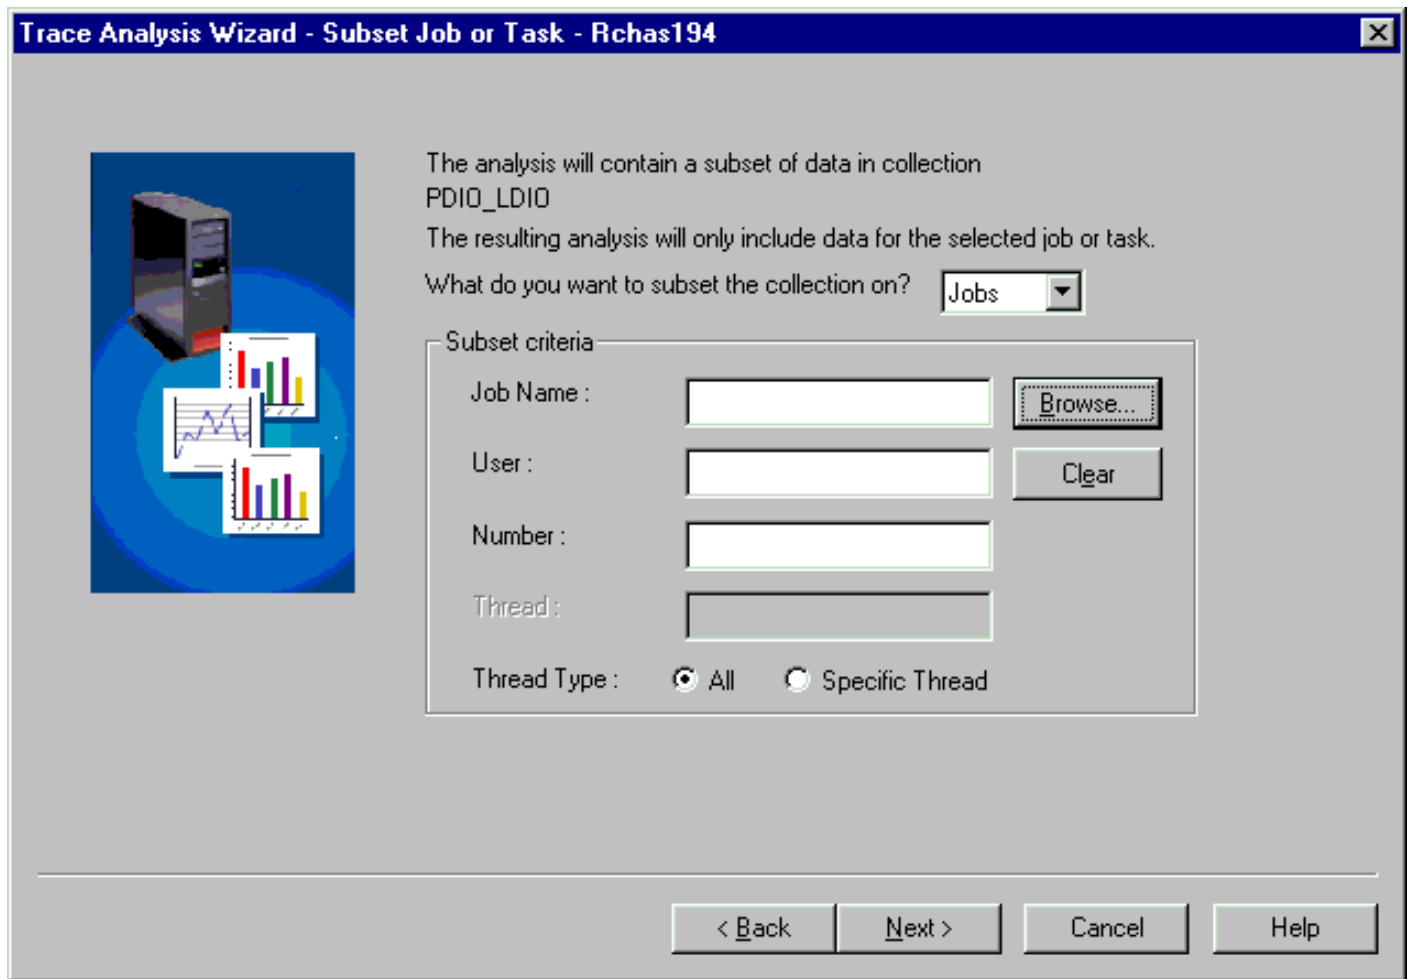 Trace Analysis Wizard - Subset Job or Task - Rchas194
The analysis will contain a subset of data in collection
PDIO_LDIO
The resulting analysis will only include data for the selected job or task.
What do you want to subset the collection on? Jobs
Subset criteria
Job Name : Browse...
User : Clear
Number :
Thread :
Thread Type : All Specific Thread
< Back Next > Cancel Help